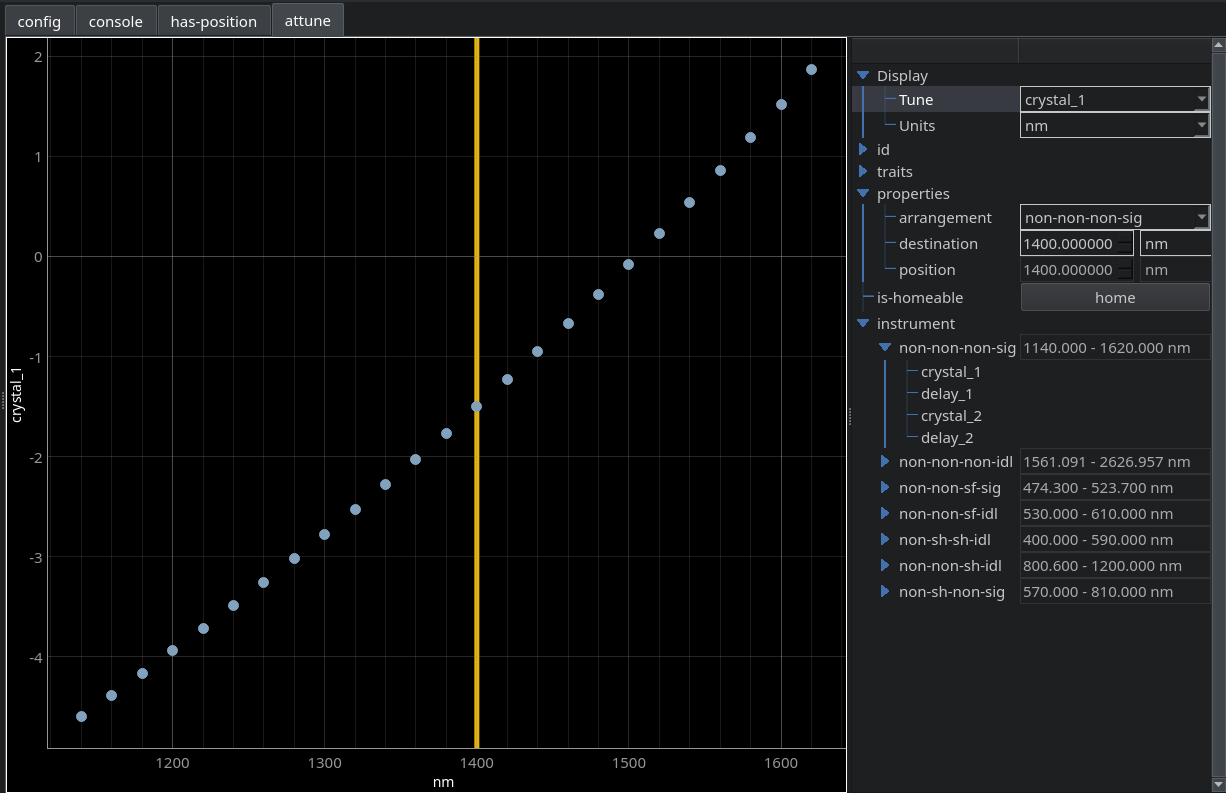 config console has-position attune
2
1
0
-1
-2
-3
-4
crystal_1
1200 1300 1400 1500 1600
nm
Display
Tune crystal_1
Units nm
id
traits
properties
arrangement non-non-non-sig
destination 1400.000000 nm
position 1400.000000 nm
is-homeable home
instrument
non-non-non-sig 1140.000 - 1620.000 nm
crystal_1
delay_1
crystal_2
delay_2
non-non-non-idl 1561.091 - 2626.957 nm
non-non-sf-sig 474.300 - 523.700 nm
non-non-sf-idl 530.000 - 610.000 nm
non-sh-sh-idl 400.000 - 590.000 nm
non-non-sh-idl 800.600 - 1200.000 nm
non-sh-non-sig 570.000 - 810.000 nm